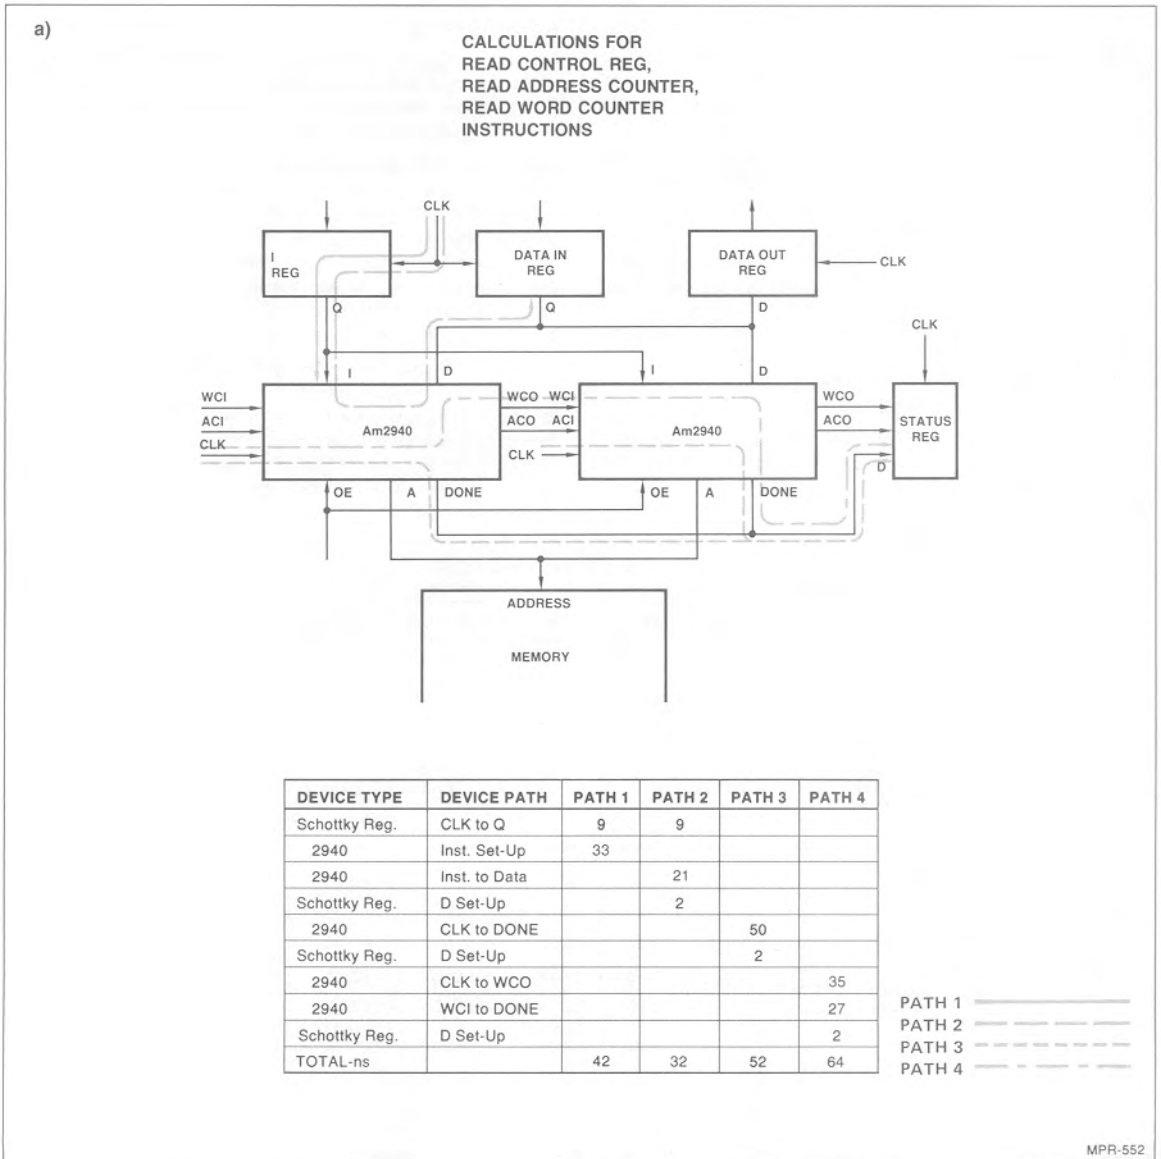 a)
CALCULATIONS FOR
READ CONTROL REG,
READ ADDRESS COUNTER,
READ WORD COUNTER
INSTRUCTIONS
CLK
I
REG
DATA IN
REG
DATA OUT
REG
CLK
Q
Q
D
CLK
I
D
I
D
WCI
ACI
CLK
Am2940
WCO
WCI
ACO
ACI
CLK
Am2940
WCO
ACO
STATUS
REG
D
OE
A
DONE
OE
A
DONE
ADDRESS
MEMORY
DEVICE TYPE DEVICE PATH PATH 1 PATH 2 PATH 3 PATH 4
Schottky Reg. CLK to Q 9 9
2940 Inst. Set-Up 33
2940 Inst. to Data 21
Schottky Reg. D Set-Up 2
2940 CLK to DONE 50
Schottky Reg. D Set-Up 2
2940 CLK to WCO 35
2940 WCI to DONE 27
Schottky Reg. D Set-Up 2
TOTAL-ns 42 32 52 64
PATH 1
PATH 2
PATH 3
PATH 4
MPR-552